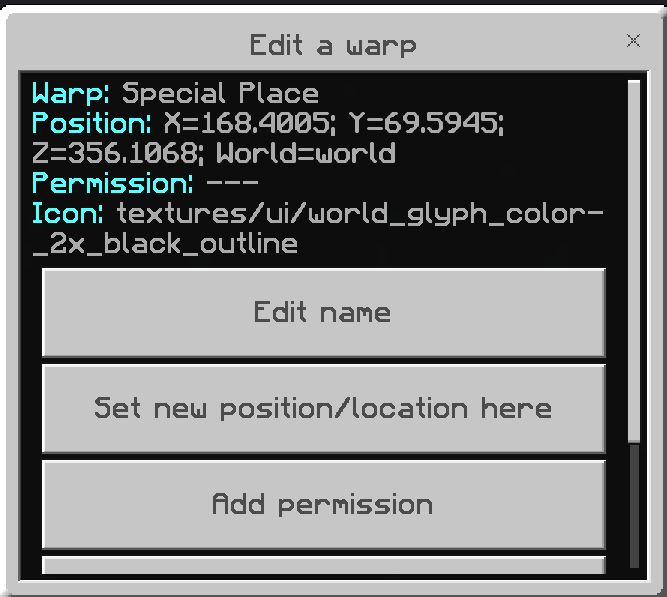 Edit a warp
Warp: Special Place
Position: X=168.4005; Y=69.5945;
Z=356.1068; World=world
Permission: ---
Icon: textures/ui/world_glyph_color-
_2x_black_outline
Edit name
Set new position/location here
Add permission